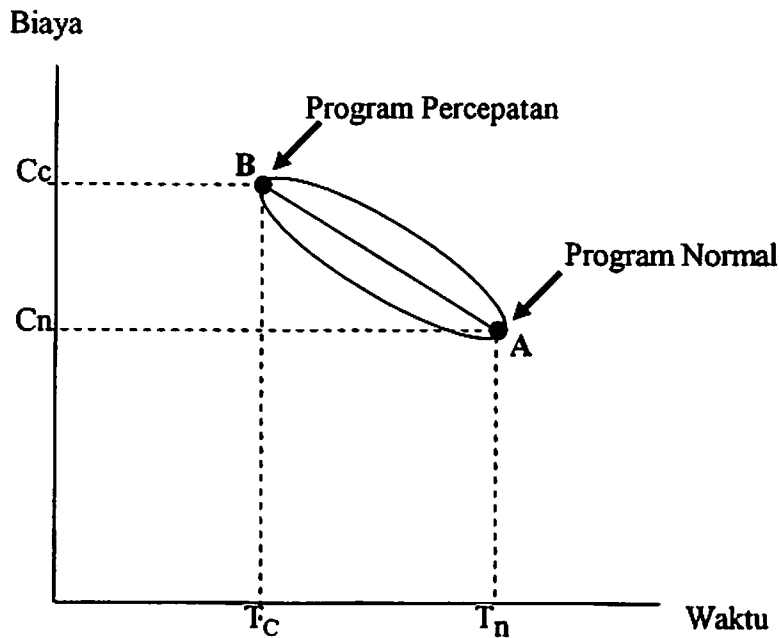 Biaya
Program Percepatan
B
Cc
Program Normal
Cn
A
TC
Tn
Waktu